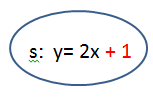 s: y= 2x + 1